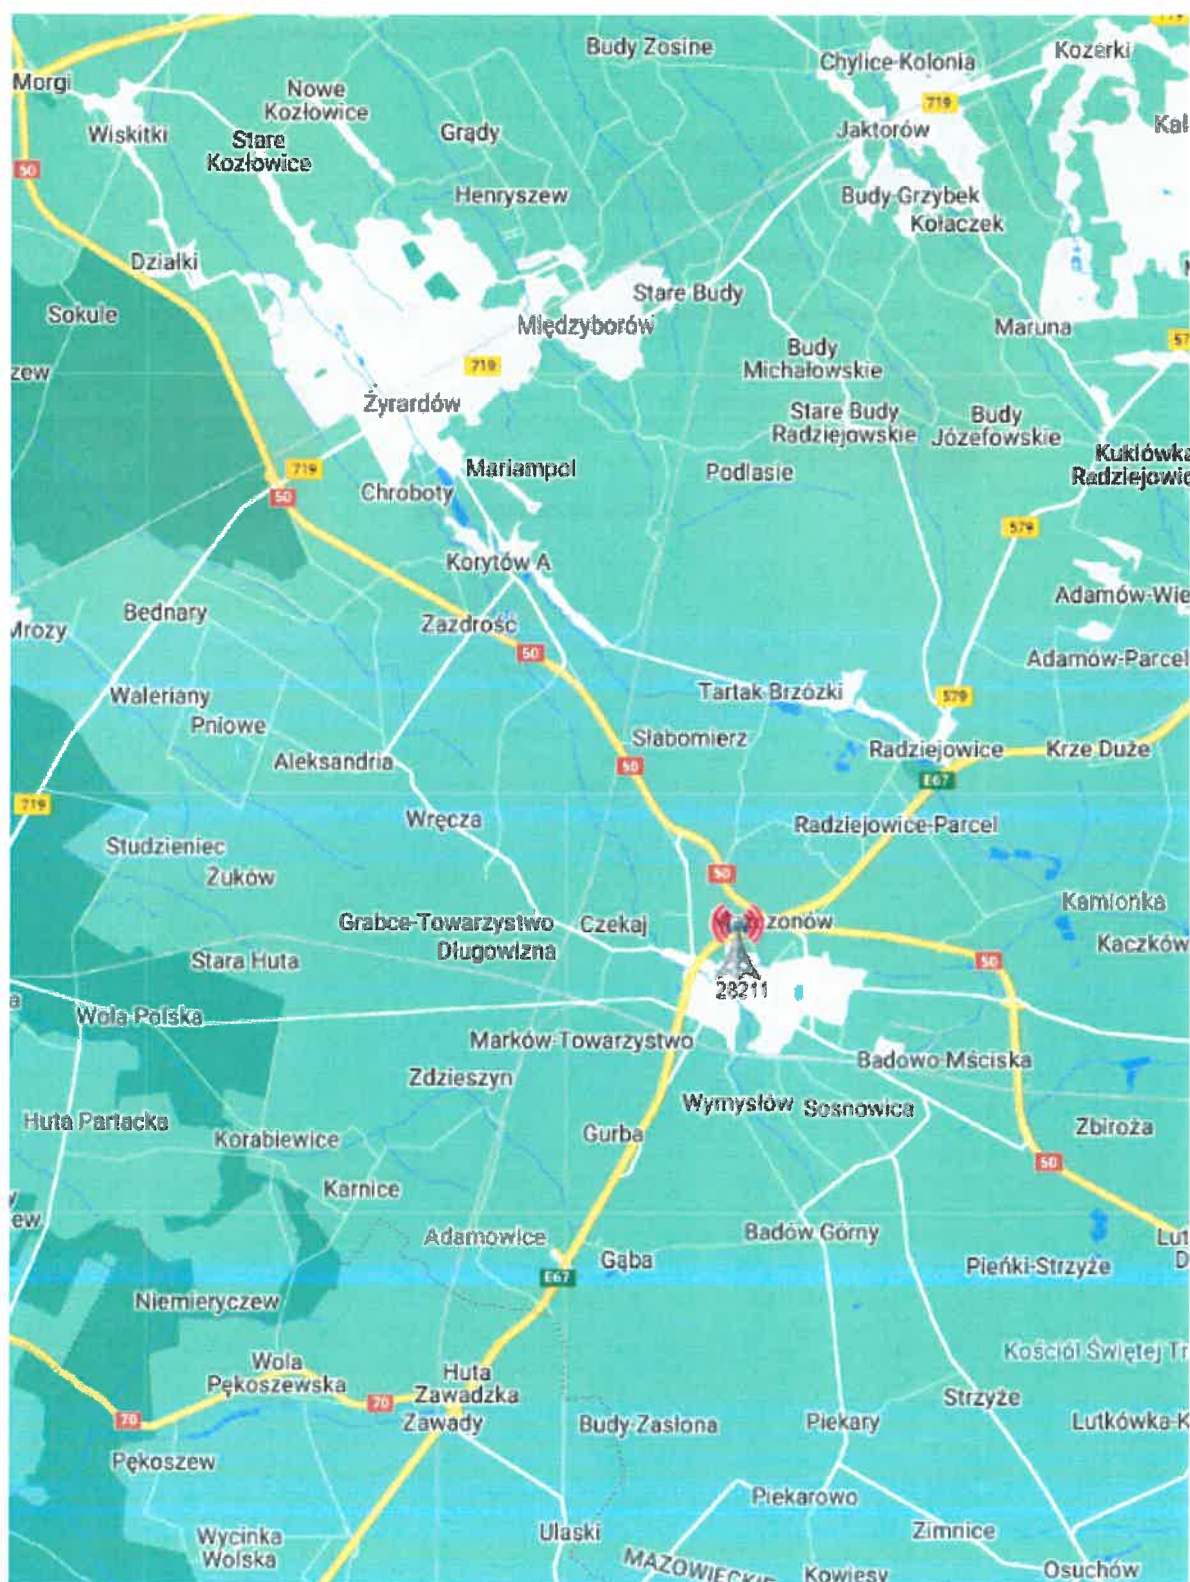 719
Budy Zosine
Chylice-Kolonia
Kozerki
Morgi
Nowe
Kozłowice
719
Wiskitki
Grądy
Jaktorów
Stare
Kozłowice
50
Henryszew
Budy-Grzybek
Kołaczek
Działki
Stare Budy
Sokule
Międzyborów
Maruna
Budy
Michałowskie
719
Żyrardów
Stare Budy
Radziejowskie
Budy
Józefowskie
Mariampol
Podlasie
719
50
Chroboty
579
Korytów A
Bednary
Zazdrość
50
Waleriany
Tartak Brzózki
579
Pniowe
Słabomierz
Radziejowice
Krze Duże
Aleksandria
50
E67
719
Wręcza
Radziejowice-Parcel
Studzieniec
Żuków
50
Kamionka
Grabce-Towarzystwo
Czekaj
Długowizna
Kaczków
Stara Huta
50
28211
Wola Polska
Marków-Towarzystwo
Badowo-Mściska
Zdzieszyn
Wymysłów
Sosnowica
Huta Partacka
Korabiewice
Gurba
Zbiroża
50
Karnice
Adamowice
Badów Górny
Gąba
E67
Pieńki-Strzyże
Niemieryczew
Wola
Pękoszewska
Huta
Zawadzka
70
70
Zawady
Budy-Zasłona
Piekary
Strzyże
Pękoszew
Piekarowo
Wycinka
Wolska
Ulaski
Zimnice
Kowiesy
Osuchów